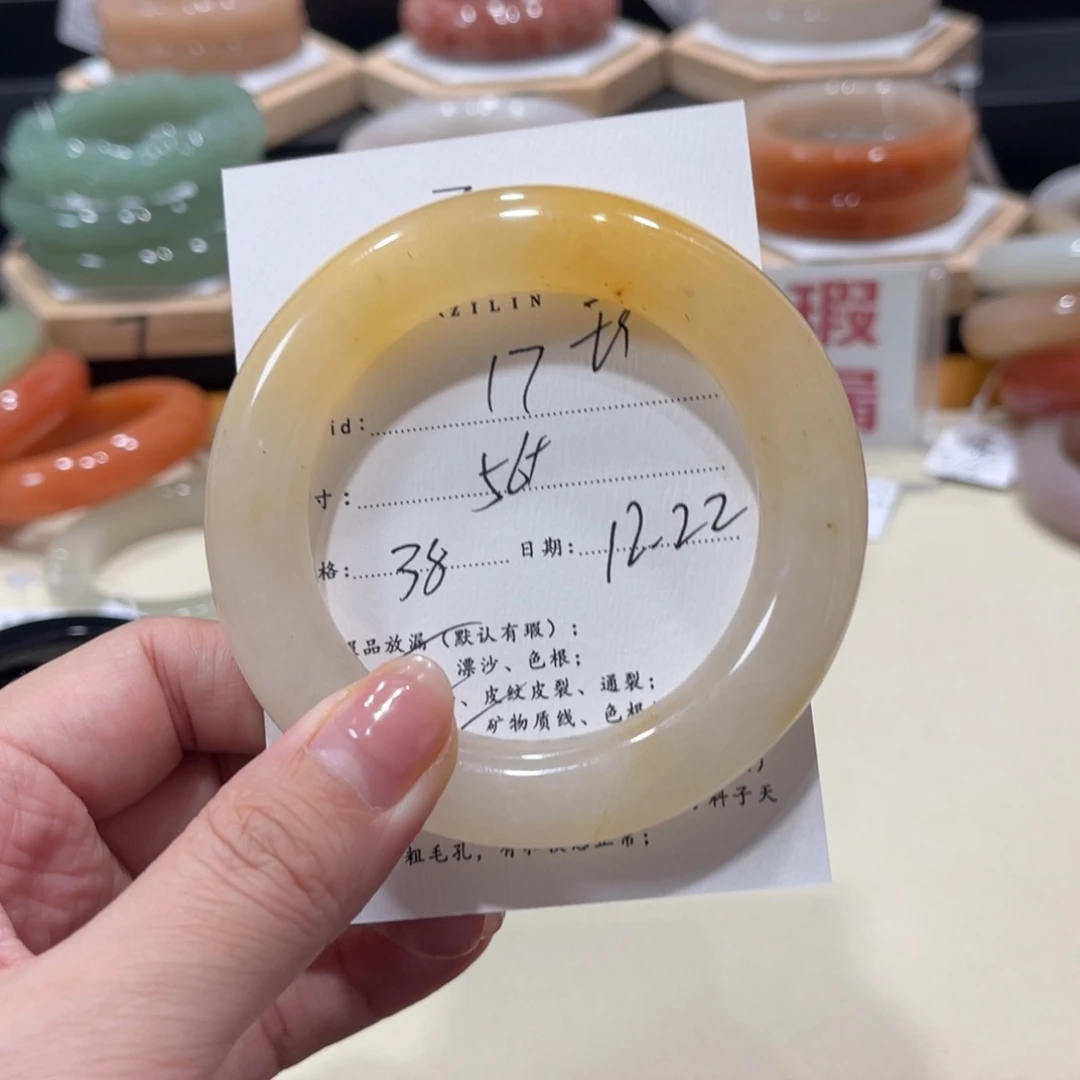 ZILIN
id: 17
寸: 56
格: 38 日期: 12.22
品放漏（默认有瑕）；
漂沙、色根；
、皮紋皮裂、通裂；
矿物质线、色根
料子天
粗毛孔，
瑕